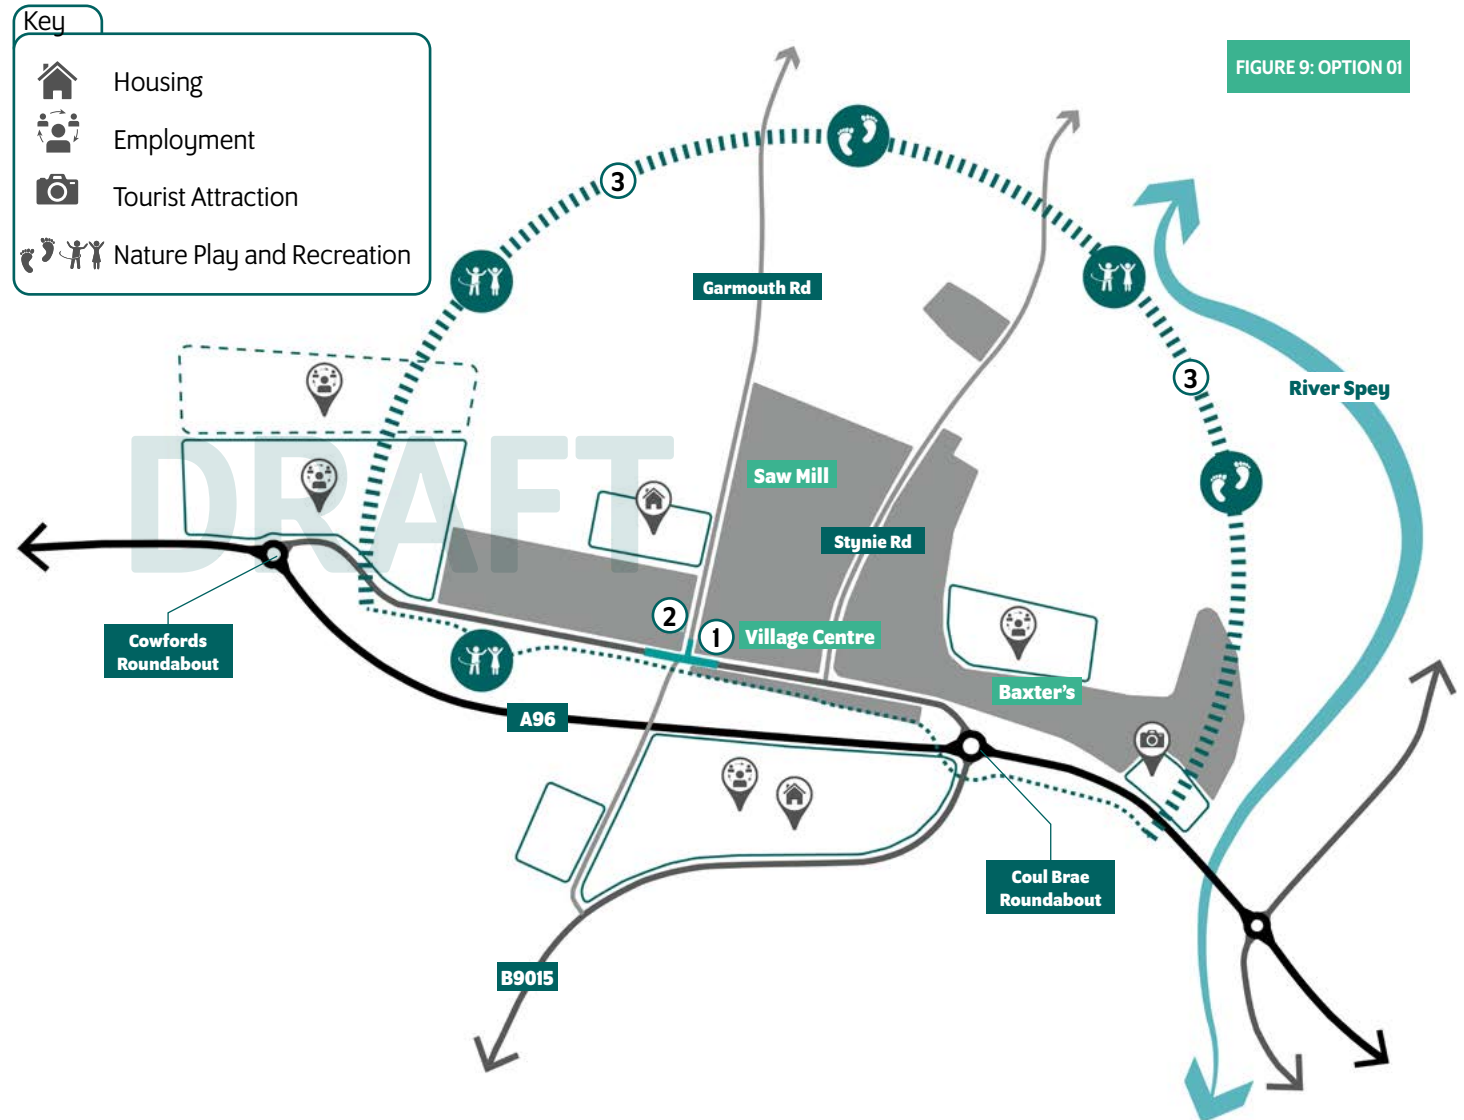 Key
Housing
Employment
Tourist Attraction
Nature Play and Recreation
FIGURE 9: OPTION 01
3
Garmouth Rd
3
River Spey
DRAFT
Saw Mill
Stynie Rd
2
1
Village Centre
Cowfords
Roundabout
Baxter's
A96
Coul Brae
Roundabout
B9015